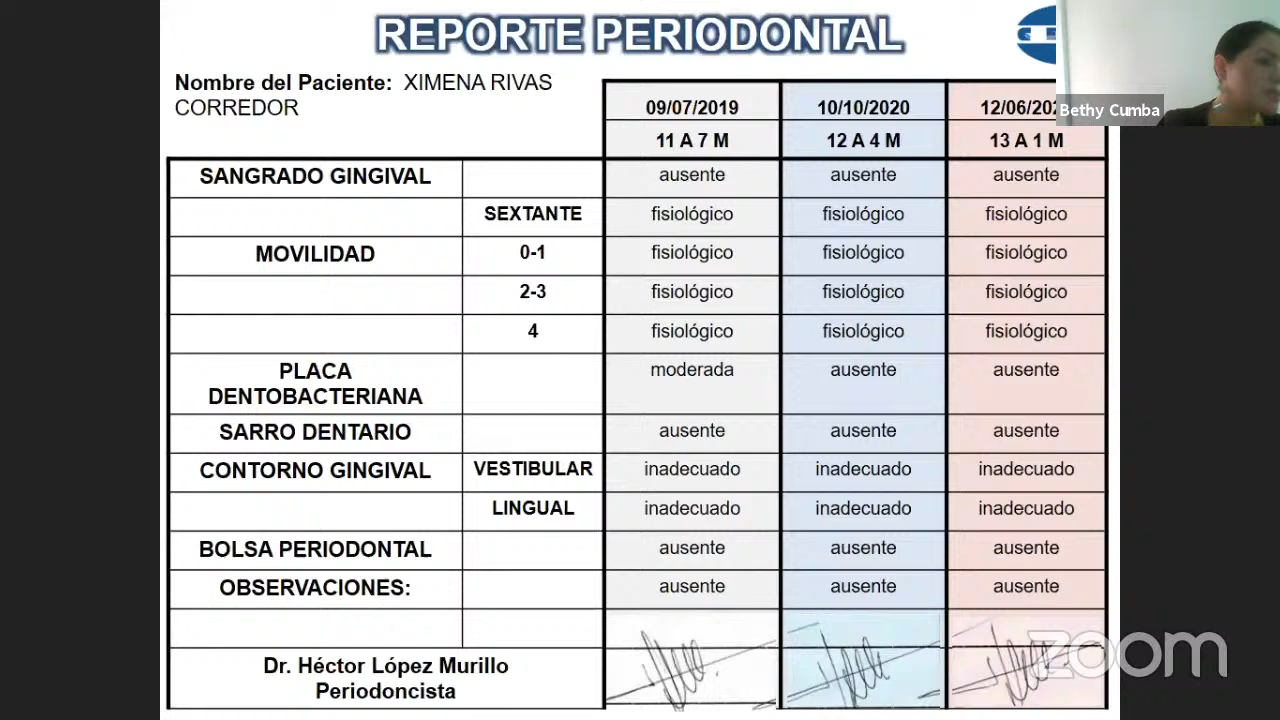 REPORTE PERIODONTAL
Nombre del Paciente: XIMENA RIVAS
CORREDOR
09/07/2019 10/10/2020 12/06/
11 A 7 M 12 A 4 M 13 A 1 M
Bethy Cumba
SANGRADO GINGIVAL ausente ausente ausente
SEXTANTE fisiológico fisiológico fisiológico
MOVILIDAD 0-1 fisiológico fisiológico fisiológico
2-3 fisiológico fisiológico fisiológico
4 fisiológico fisiológico fisiológico
PLACA
DENTOBACTERIANA moderada ausente ausente
SARRO DENTARIO ausente ausente ausente
CONTORNO GINGIVAL VESTIBULAR inadecuado inadecuado inadecuado
LINGUAL inadecuado inadecuado inadecuado
BOLSA PERIODONTAL ausente ausente ausente
OBSERVACIONES: ausente ausente ausente
Dr. Héctor López Murillo
Periodoncista
zoom